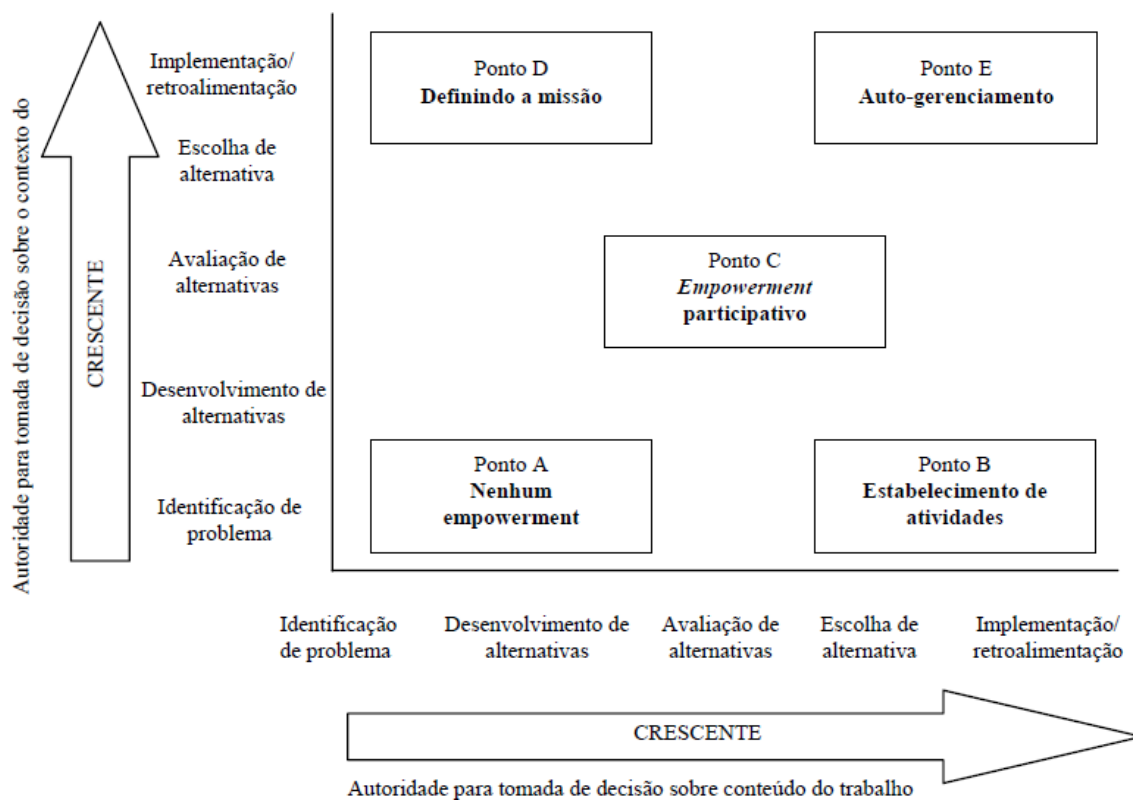 Autoridade para tomada de decisão sobre o contexto do
CRESCENTE
Implementação/
retroalimentação
Escolha de
alternativa
Avaliação de
alternativas
Desenvolvimento de
alternativas
Identificação de
problema
Ponto D
Definindo a missão
Ponto E
Auto-gerenciamento
Ponto C
Empowerment
participativo
Ponto A
Nenhum
empowerment
Ponto B
Estabelecimento de
atividades
Identificação
de problema
Desenvolvimento de
alternativas
Avaliação de
alternativas
Escolha de
alternativa
Implementação/
retroalimentação
CRESCENTE
Autoridade para tomada de decisão sobre conteúdo do trabalho